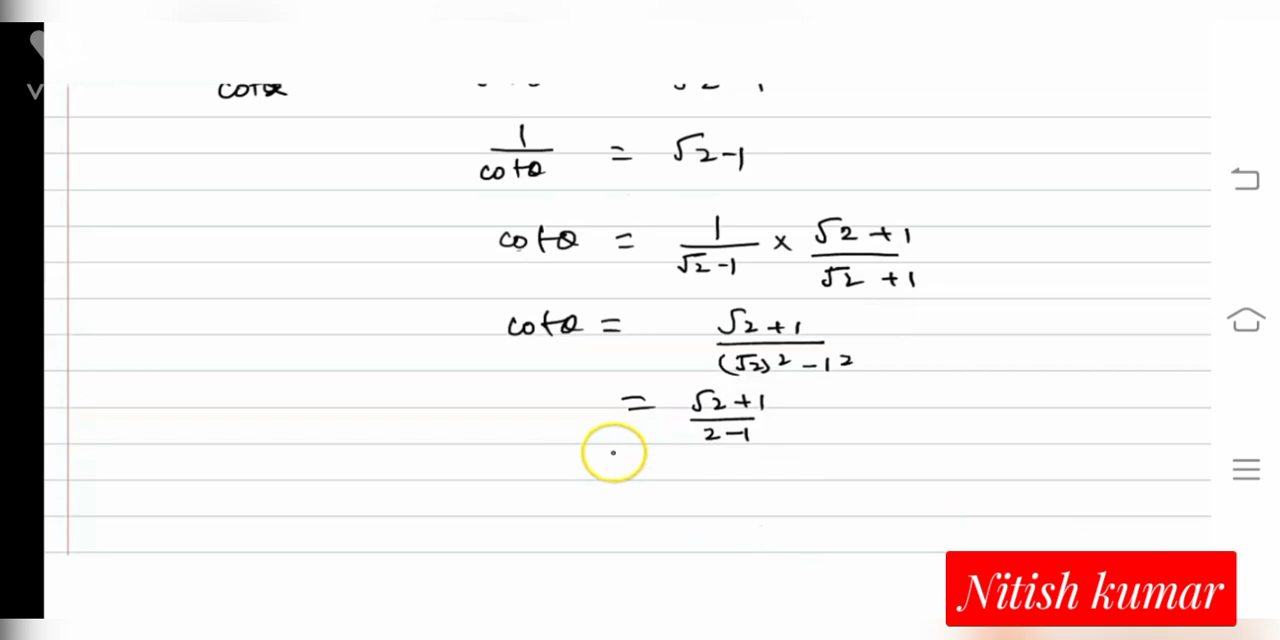 cotθ
1/cotθ = √2-1
cotθ = 1/(√2-1) × (√2+1)/(√2+1)
cotθ = (√2+1)/((√2)²-1²)
= (√2+1)/(2-1)
Nitish kumar